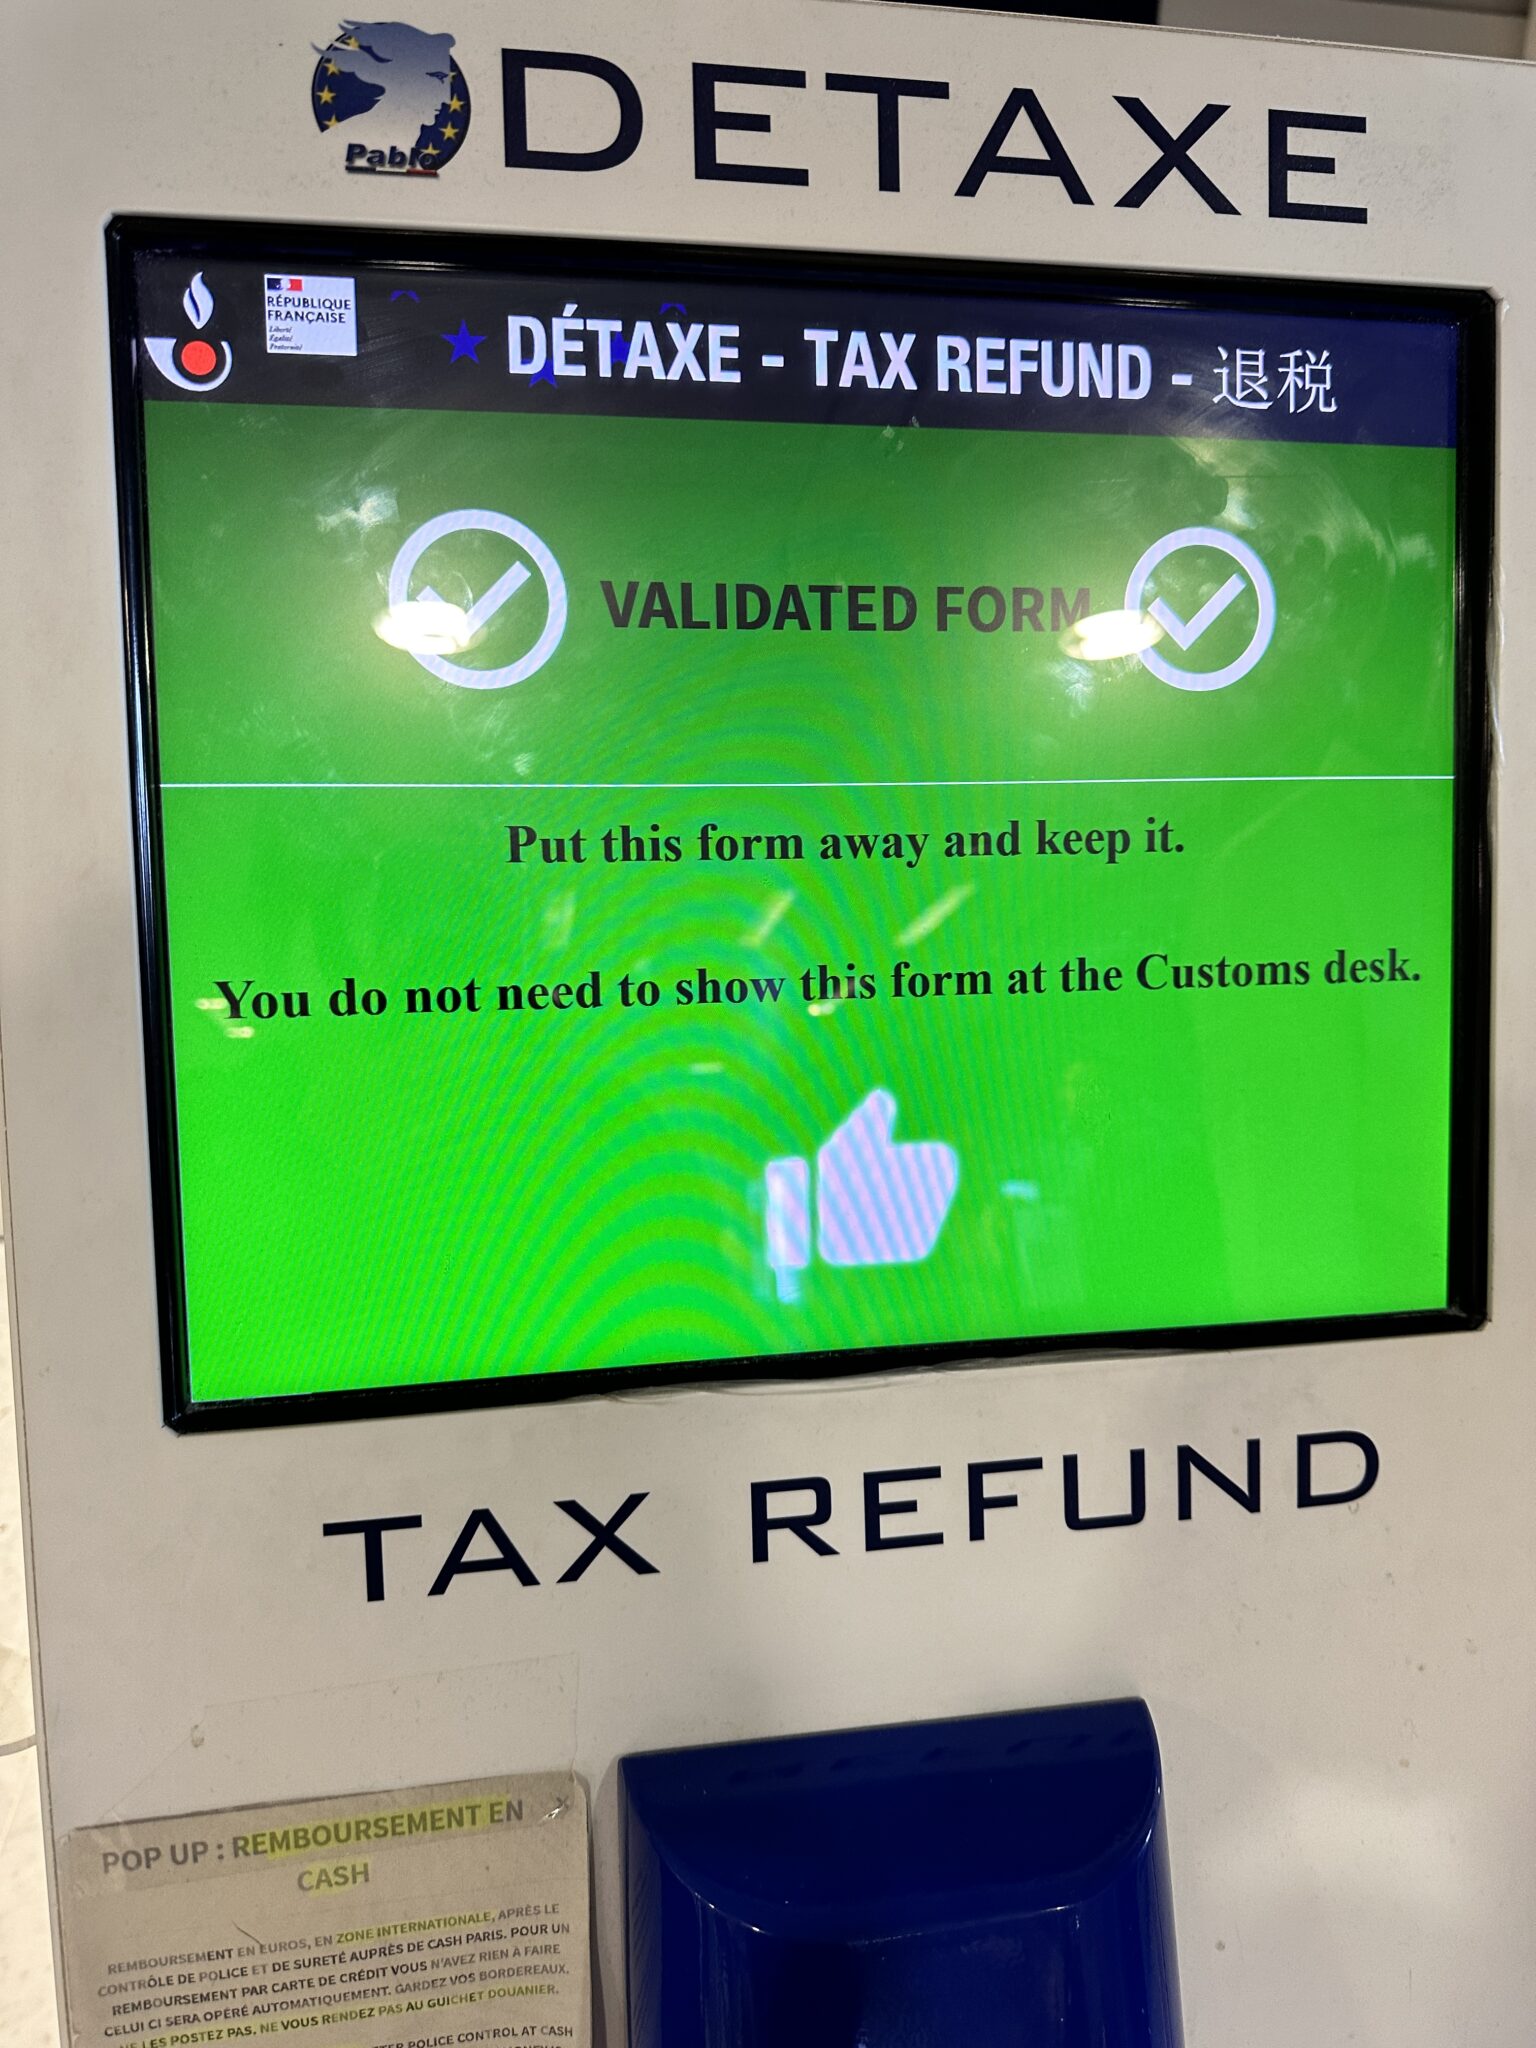 Pablo
DETAXE
RÉPUBLIQUE
FRANÇAISE
Liberté
Égalité
Fraternité
DÉTAXE - TAX REFUND - 退税
VALIDATED FORM
Put this form away and keep it.
You do not need to show this form at the Customs desk.
TAX REFUND
POP UP : REMBOURSEMENT EN
CASH
REMBOURSEMENT EN EUROS, EN ZONE INTERNATIONALE, APRÈS LE
CONTRÔLE DE POLICE ET DE SURETÉ AUPRÈS DE CASH PARIS. POUR UN
REMBOURSEMENT PAR CARTE DE CRÉDIT VOUS N'AVEZ RIEN À FAIRE
CELUI CI SERA OPÉRÉ AUTOMATIQUEMENT. GARDEZ VOS BORDEREAUX.
NE LES POSTEZ PAS. NE VOUS RENDEZ PAS AU GUICHET DOUANIER.
POLICE CONTROL AT CASH